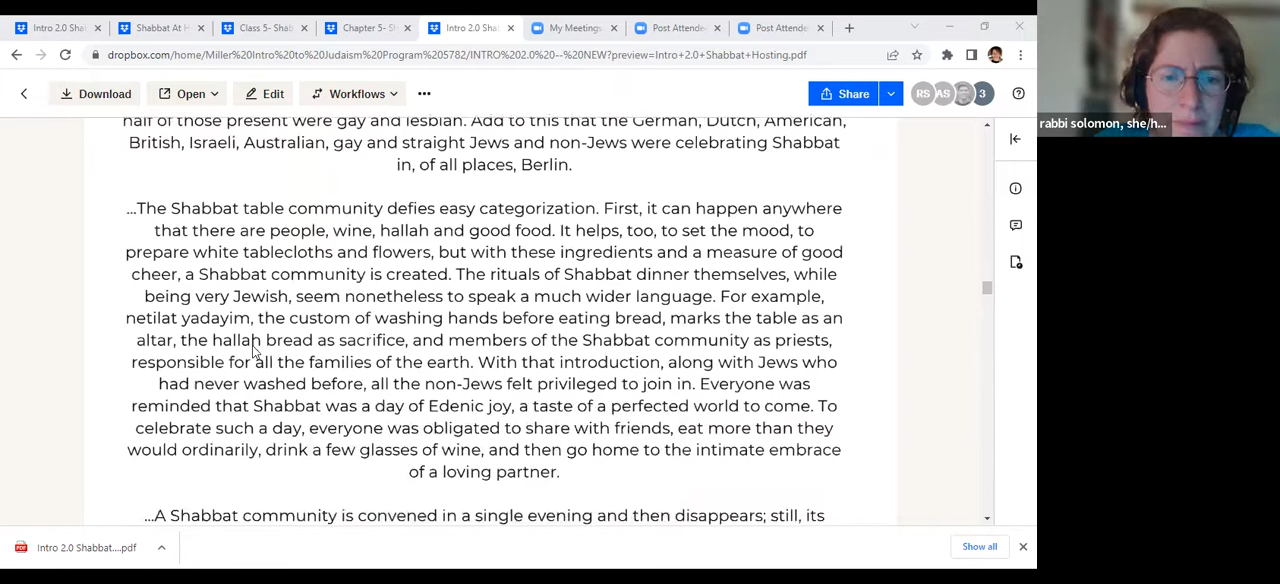 Intro 2.0 Sha
Shabbat At H
Class 5- Shab
Chapter 5- S
Intro 2.0 Sha
My Meetings
Post Attende
Post Attende
dropbox.com/home/Miller%20Intro%20to%20Judaism%20Program%205782/INTRO%202.0%20--%20NEW?preview=Intro+2.0+Shabbat+Hosting.pdf
Download
Open
Edit
Workflows
Share
RS
AS
3
rabbi solomon, she/h...
half of those present were gay and lesbian. Add to this that the German, Dutch, American,
British, Israeli, Australian, gay and straight Jews and non-Jews were celebrating Shabbat
in, of all places, Berlin.
...The Shabbat table community defies easy categorization. First, it can happen anywhere
that there are people, wine, hallah and good food. It helps, too, to set the mood, to
prepare white tablecloths and flowers, but with these ingredients and a measure of good
cheer, a Shabbat community is created. The rituals of Shabbat dinner themselves, while
being very Jewish, seem nonetheless to speak a much wider language. For example,
netilat yadayim, the custom of washing hands before eating bread, marks the table as an
altar, the hallah bread as sacrifice, and members of the Shabbat community as priests,
responsible for all the families of the earth. With that introduction, along with Jews who
had never washed before, all the non-Jews felt privileged to join in. Everyone was
reminded that Shabbat was a day of Edenic joy, a taste of a perfected world to come. To
celebrate such a day, everyone was obligated to share with friends, eat more than they
would ordinarily, drink a few glasses of wine, and then go home to the intimate embrace
of a loving partner.
...A Shabbat community is convened in a single evening and then disappears; still, its
PDF
Intro 2.0 Shabbat....pdf
Show all